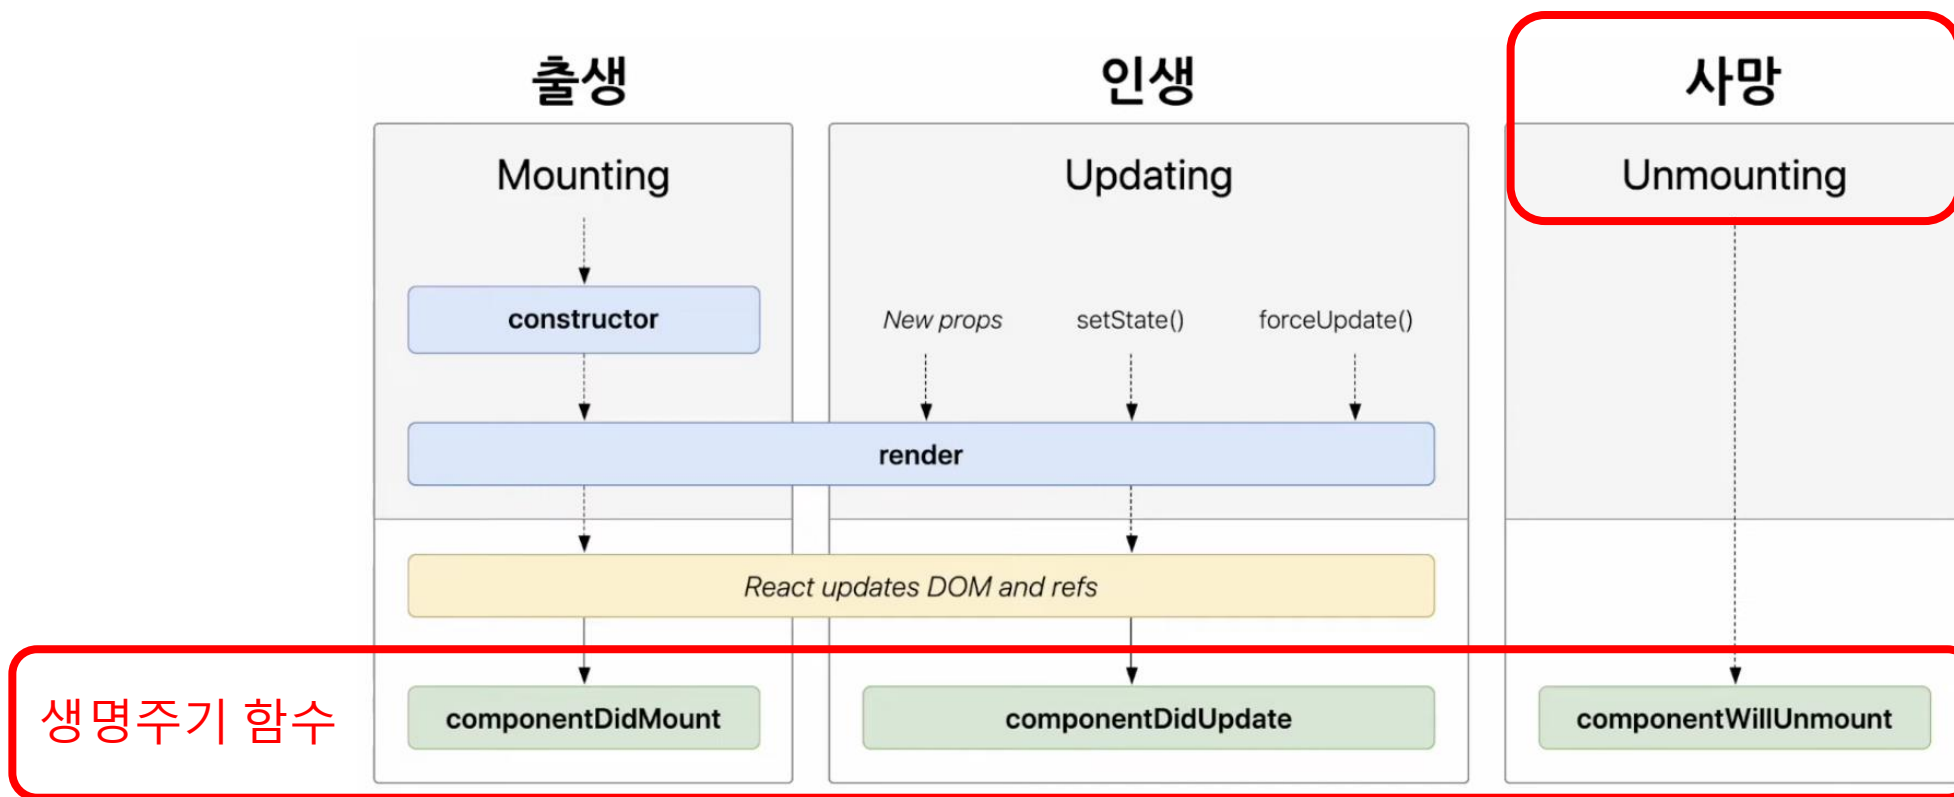 출생
인생
사망
Mounting
Updating
Unmounting
constructor
New props
setState()
forceUpdate()
render
React updates DOM and refs
생명주기 함수
componentDidMount
componentDidUpdate
componentWillUnmount